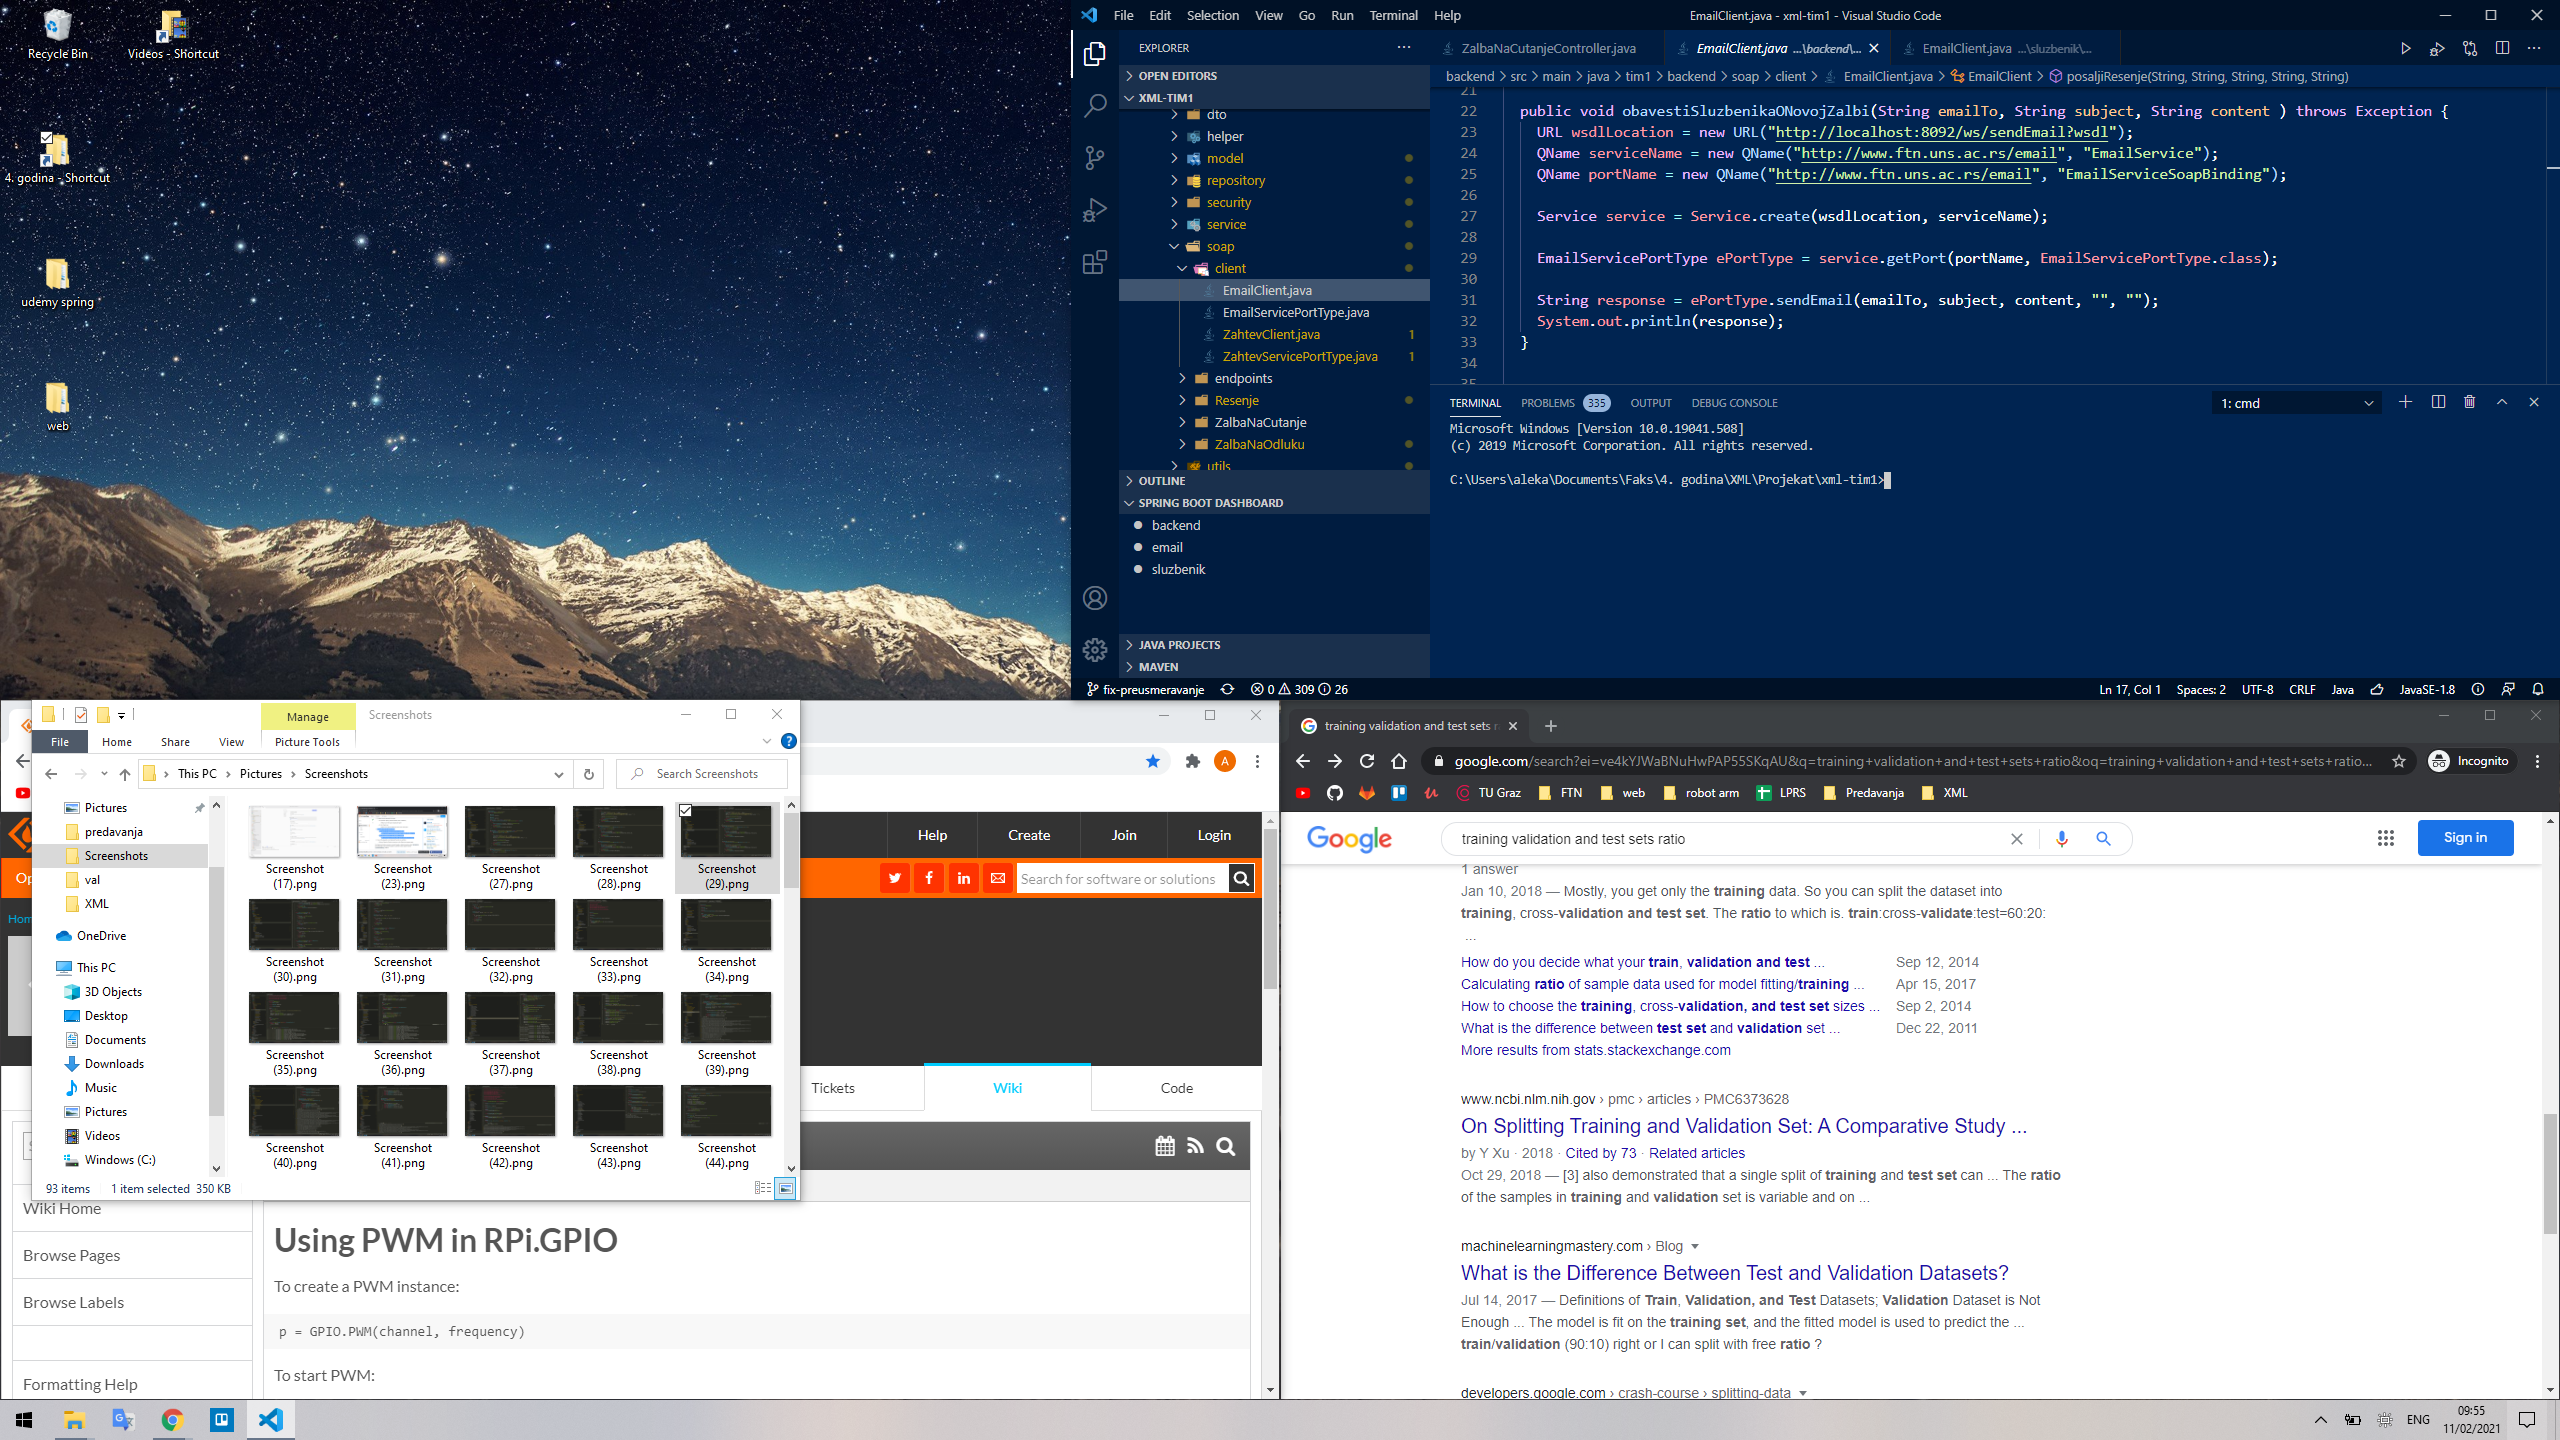 Recycle Bin
Videos - Shortcut
4. godina - Shortcut
udemy spring
web
File Edit Selection View Go Run Terminal Help
EmailClient.java - xml-tim1 - Visual Studio Code
EXPLORER
OPEN EDITORS
XML-TIM1
dto
helper
model
repository
security
service
soap
client
EmailClient.java
EmailServicePortType.java
ZahtevClient.java 1
ZahtevServicePortType.java 1
endpoints
Resenje
ZalbaNaCutanje
ZalbaNaOdluku
utils
OUTLINE
SPRING BOOT DASHBOARD
backend
email
sluzbenik
JAVA PROJECTS
MAVEN
ZalbaNaCutanjeController.java
EmailClient.java ...\backend\...
EmailClient.java ...\sluzbenik\...
backend > src > main > java > tim1 > backend > soap > client > EmailClient.java > EmailClient > posaljiResenje(String, String, String, String, String)
21
22 public void obavestiSluzbenikaONovojZalbi(String emailTo, String subject, String content ) throws Exception {
23 URL wsdlLocation = new URL("http://localhost:8092/ws/sendEmail?wsdl");
24 QName serviceName = new QName("http://www.ftn.uns.ac.rs/email", "EmailService");
25 QName portName = new QName("http://www.ftn.uns.ac.rs/email", "EmailServiceSoapBinding");
26
27 Service service = Service.create(wsdlLocation, serviceName);
28
29 EmailServicePortType ePortType = service.getPort(portName, EmailServicePortType.class);
30
31 String response = ePortType.sendEmail(emailTo, subject, content, "", "");
32 System.out.println(response);
33 }
34
35
TERMINAL PROBLEMS 335 OUTPUT DEBUG CONSOLE
1: cmd
Microsoft Windows [Version 10.0.19041.508]
(c) 2019 Microsoft Corporation. All rights reserved.
C:\Users\aleka\Documents\Faks\4. godina\XML\Projekat\xml-tim1>
fix-preusmeravanje 0 309 26
Ln 17, Col 1 Spaces: 2 UTF-8 CRLF Java JavaSE-1.8
Manage Screenshots
File Home Share View Picture Tools
This PC > Pictures > Screenshots
Search Screenshots
Pictures
predavanja
Screenshots
val
XML
OneDrive
This PC
3D Objects
Desktop
Documents
Downloads
Music
Pictures
Videos
Windows (C:)
Screenshot (17).png
Screenshot (23).png
Screenshot (27).png
Screenshot (28).png
Screenshot (29).png
Screenshot (30).png
Screenshot (31).png
Screenshot (32).png
Screenshot (33).png
Screenshot (34).png
Screenshot (35).png
Screenshot (36).png
Screenshot (37).png
Screenshot (38).png
Screenshot (39).png
Screenshot (40).png
Screenshot (41).png
Screenshot (42).png
Screenshot (43).png
Screenshot (44).png
93 items 1 item selected 350 KB
A
Help Create Join Login
Search for software or solutions
Tickets Wiki Code
Wiki Home
Browse Pages
Browse Labels
Formatting Help
Using PWM in RPi.GPIO
To create a PWM instance:
p = GPIO.PWM(channel, frequency)
To start PWM:
training validation and test sets r
google.com/search?ei=ve4kYJWaBNuHwPAP55SKqAU&q=training+validation+and+test+sets+ratio&oq=training+validation+and+test+sets+ratio...
Incognito
TU Graz FTN web robot arm LPRS Predavanja XML
Google
training validation and test sets ratio
Sign in
1 answer
Jan 10, 2018 — Mostly, you get only the training data. So you can split the dataset into
training, cross-validation and test set. The ratio to which is. train:cross-validate:test=60:20:
...
How do you decide what your train, validation and test ... Sep 12, 2014
Calculating ratio of sample data used for model fitting/training ... Apr 15, 2017
How to choose the training, cross-validation, and test set sizes ... Sep 2, 2014
What is the difference between test set and validation set ... Dec 22, 2011
More results from stats.stackexchange.com
www.ncbi.nlm.nih.gov › pmc › articles › PMC6373628
On Splitting Training and Validation Set: A Comparative Study ...
by Y Xu · 2018 · Cited by 73 · Related articles
Oct 29, 2018 — [3] also demonstrated that a single split of training and test set can ... The ratio
of the samples in training and validation set is variable and on ...
machinelearningmastery.com › Blog
What is the Difference Between Test and Validation Datasets?
Jul 14, 2017 — Definitions of Train, Validation, and Test Datasets; Validation Dataset is Not
Enough ... The model is fit on the training set, and the fitted model is used to predict the ...
train/validation (90:10) right or I can split with free ratio ?
developers.google.com › crash-course › splitting-data
ENG
09:55
11/02/2021